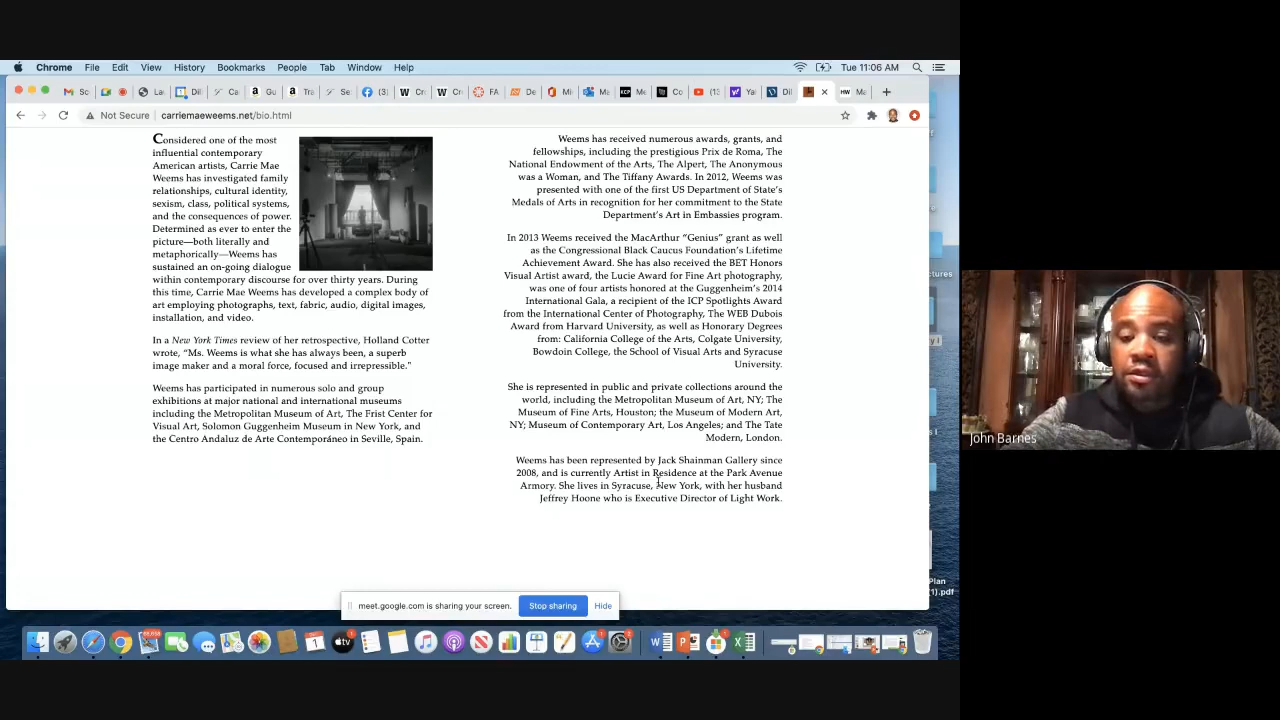 Chrome File Edit View History Bookmarks People Tab Window Help
Tue 11:06 AM
Not Secure carriemaeweems.net/bio.html
Considered one of the most
influential contemporary
American artists, Carrie Mae
Weems has investigated family
relationships, cultural identity,
sexism, class, political systems,
and the consequences of power.
Determined as ever to enter the
picture—both literally and
metaphorically—Weems has
sustained an on-going dialogue
within contemporary discourse for over thirty years. During
this time, Carrie Mae Weems has developed a complex body of
art employing photographs, text, fabric, audio, digital images,
installation, and video.
In a New York Times review of her retrospective, Holland Cotter
wrote, “Ms. Weems is what she has always been, a superb
image maker and a moral force, focused and irrepressible.”
Weems has participated in numerous solo and group
exhibitions at major national and international museums
including the Metropolitan Museum of Art, The Frist Center for
Visual Art, Solomon Guggenheim Museum in New York, and
the Centro Andaluz de Arte Contemporáneo in Seville, Spain.
Weems has received numerous awards, grants, and
fellowships, including the prestigious Prix de Roma, The
National Endowment of the Arts, The Alpert, The Anonymous
was a Woman, and The Tiffany Awards. In 2012, Weems was
presented with one of the first US Department of State’s
Medals of Arts in recognition for her commitment to the State
Department’s Art in Embassies program.
In 2013 Weems received the MacArthur “Genius” grant as well
as the Congressional Black Caucus Foundation’s Lifetime
Achievement Award. She has also received the BET Honors
Visual Artist award, the Lucie Award for Fine Art photography,
was one of four artists honored at the Guggenheim’s 2014
International Gala, a recipient of the ICP Spotlights Award
from the International Center of Photography, The WEB Dubois
Award from Harvard University, as well as Honorary Degrees
from: California College of the Arts, Colgate University,
Bowdoin College, the School of Visual Arts and Syracuse
University.
She is represented in public and private collections around the
world, including the Metropolitan Museum of Art, NY; The
Museum of Fine Arts, Houston; the Museum of Modern Art,
NY; Museum of Contemporary Art, Los Angeles; and The Tate
Modern, London.
Weems has been represented by Jack Shainman Gallery since
2008, and is currently Artist in Residence at the Park Avenue
Armory. She lives in Syracuse, New York, with her husband
Jeffrey Hoone who is Executive Director of Light Work.
meet.google.com is sharing your screen. Stop sharing Hide
John Barnes